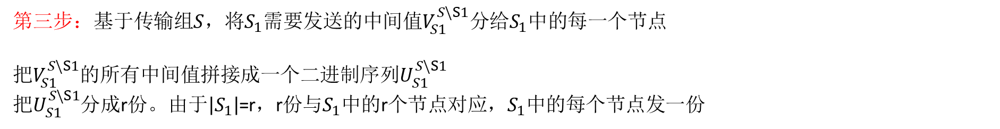 第三步：基于传输组$S$，将$S_1$需要发送的中间值$V_{S1}^{S\backslash S1}$分给$S_1$中的每一个节点
把$V_{S1}^{S\backslash S1}$的所有中间值拼接成一个二进制序列$U_{S1}^{S\backslash S1}$
把$U_{S1}^{S\backslash S1}$分成r份。由于|$S_1$|=r，r份与$S_1$中的r个节点对应，$S_1$中的每个节点发一份